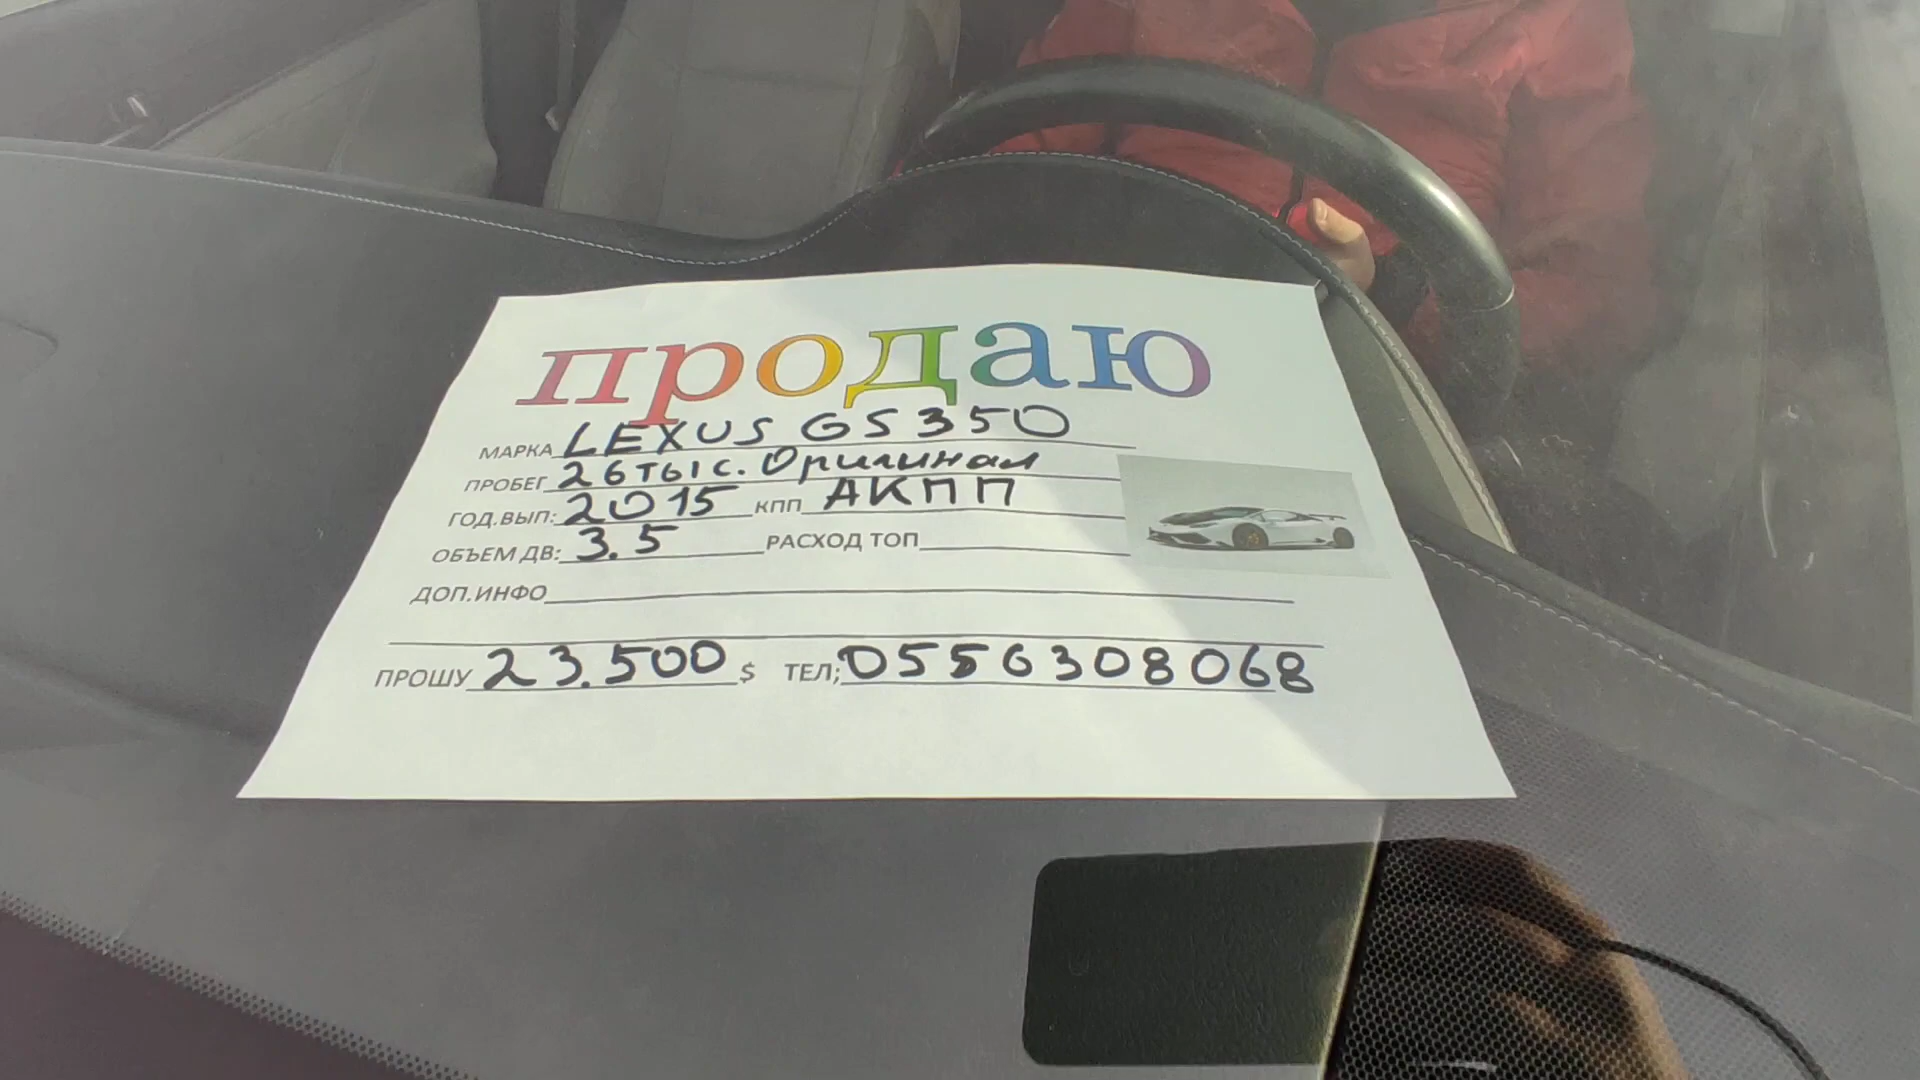 продаю
МАРКА LEXUS GS350
ПРОБЕГ 26тыс. Оригинал
ГОД.ВЫП: 2015 КПП АКПП
ОБЪЕМ ДВ: 3.5 РАСХОД ТОП
ДОП.ИНФО
ПРОШУ 23.500 $ ТЕЛ; 0556308068